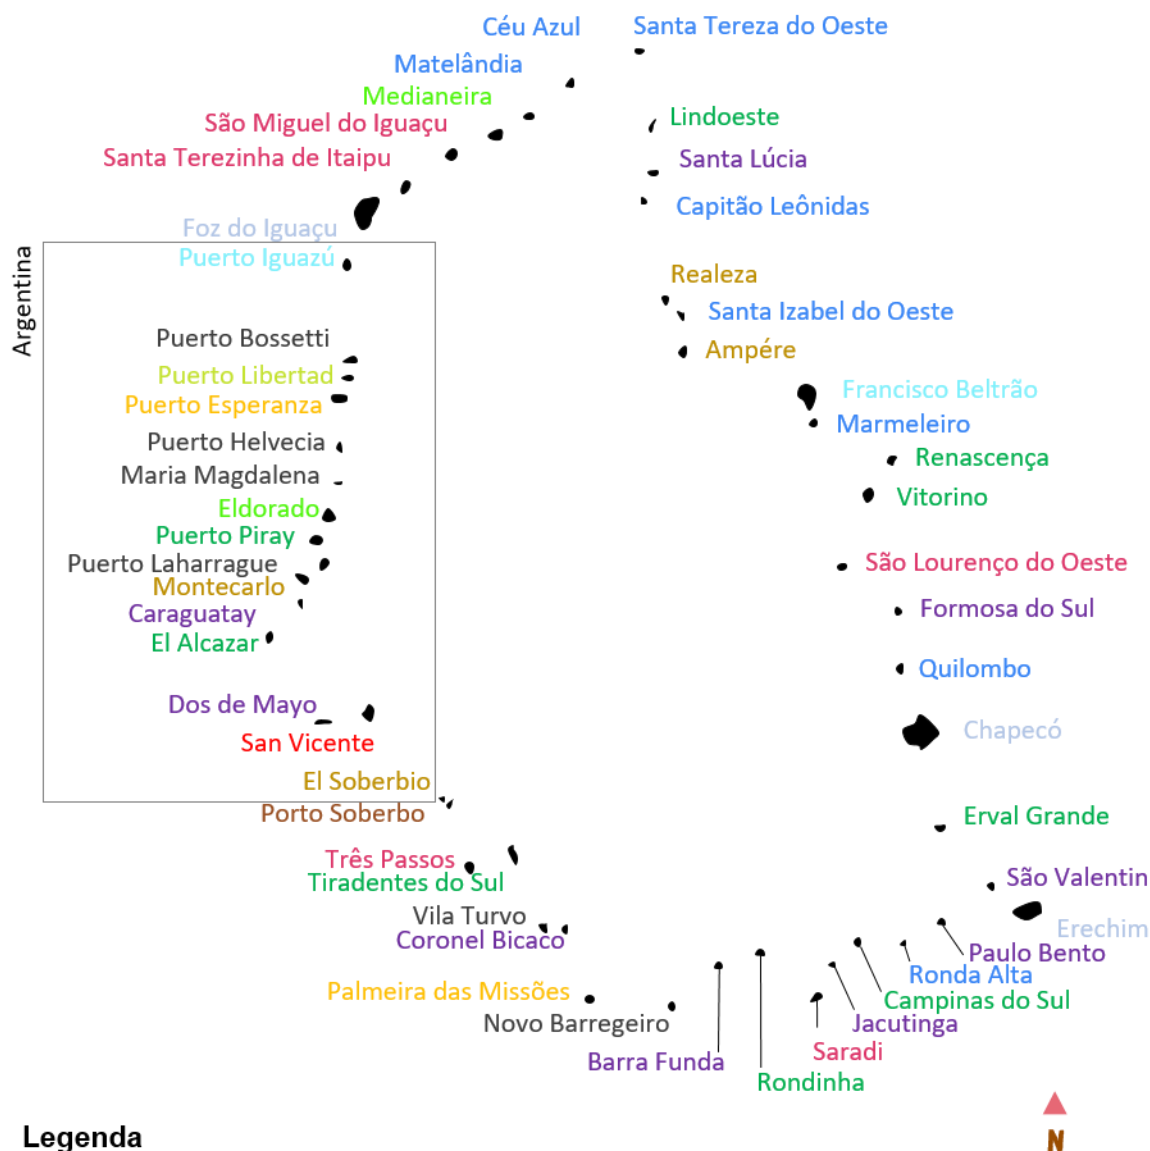 Céu Azul
Santa Tereza do Oeste
Matelândia
Medianeira
São Miguel do Iguaçu
Lindoeste
Santa Terezinha de Itaipu
Santa Lúcia
Capitão Leônidas
Foz do Iguaçu
Argentina
Puerto Iguazú
Realeza
Santa Izabel do Oeste
Puerto Bossetti
Ampére
Puerto Libertad
Francisco Beltrão
Puerto Esperanza
Marmeleiro
Puerto Helvecia
Renascença
Maria Magdalena
Vitorino
Eldorado
Puerto Piray
Puerto Laharrague
São Lourenço do Oeste
Montecarlo
Caraguatay
Formosa do Sul
El Alcazar
Quilombo
Dos de Mayo
Chapecó
San Vicente
El Soberbio
Porto Soberbo
Erval Grande
Três Passos
São Valentin
Tiradentes do Sul
Vila Turvo
Erechim
Coronel Bicaco
Paulo Bento
Ronda Alta
Palmeira das Missões
Campinas do Sul
Novo Barregeiro
Jacutinga
Saradi
Barra Funda
Rondinha
Legenda
N